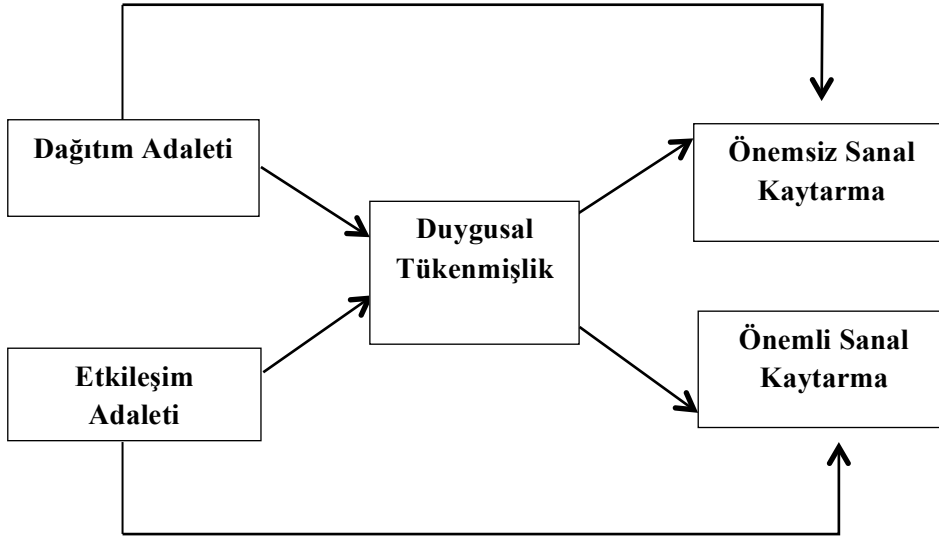 Dağıtım Adaleti
Önemsiz Sanal
Kaytarma
Duygusal
Tükenmişlik
Etkileşim
Adaleti
Önemli Sanal
Kaytarma